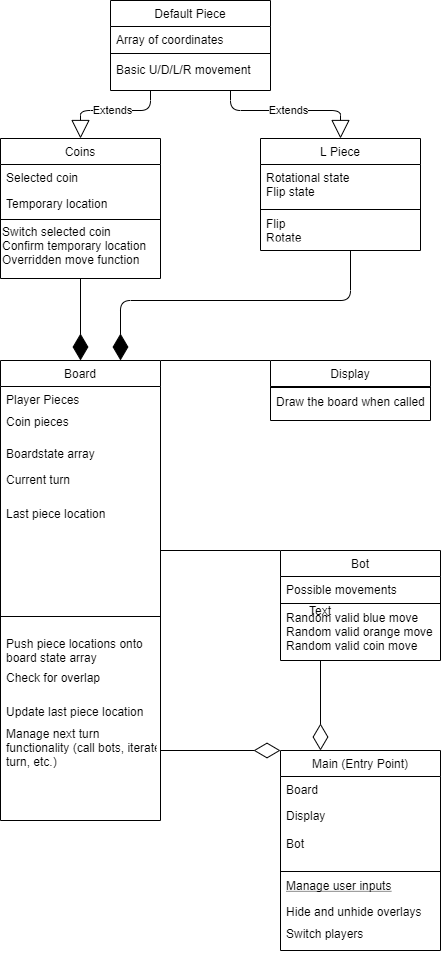 Default Piece
Array of coordinates
Basic U/D/L/R movement
Extends
Extends
Coins
Selected coin
Temporary location
Switch selected coin
Confirm temporary location
Overridden move function
L Piece
Rotational state
Flip state
Flip
Rotate
Board
Player Pieces
Coin pieces
Boardstate array
Current turn
Last piece location
Push piece locations onto
board state array
Check for overlap
Update last piece location
Manage next turn
functionality (call bots, iterate
turn, etc.)
Display
Draw the board when called
Bot
Possible movements
Text
Random valid blue move
Random valid orange move
Random valid coin move
Main (Entry Point)
Board
Display
Bot
Manage user inputs
Hide and unhide overlays
Switch players